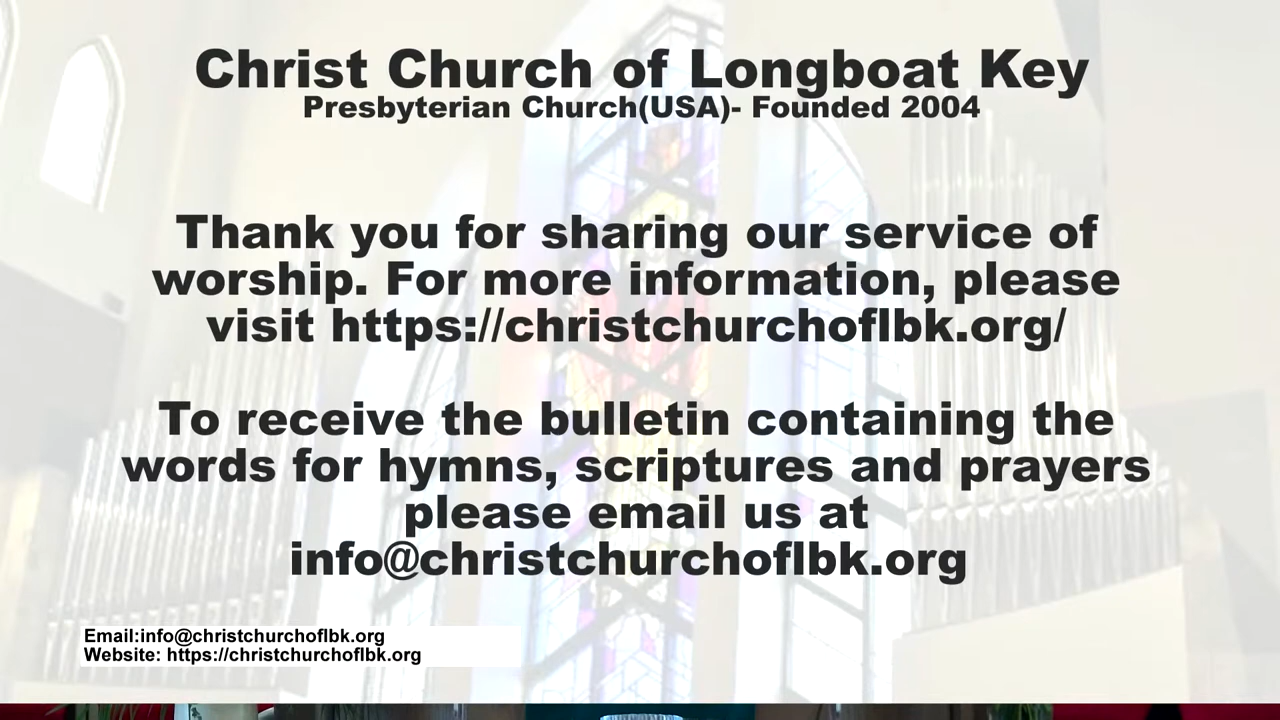 Christ Church of Longboat Key
Presbyterian Church(USA)- Founded 2004
Thank you for sharing our service of
worship. For more information, please
visit https://christchurchoflbk.org/
To receive the bulletin containing the
words for hymns, scriptures and prayers
please email us at
info@christchurchoflbk.org
Email:info@christchurchoflbk.org
Website: https://christchurchoflbk.org